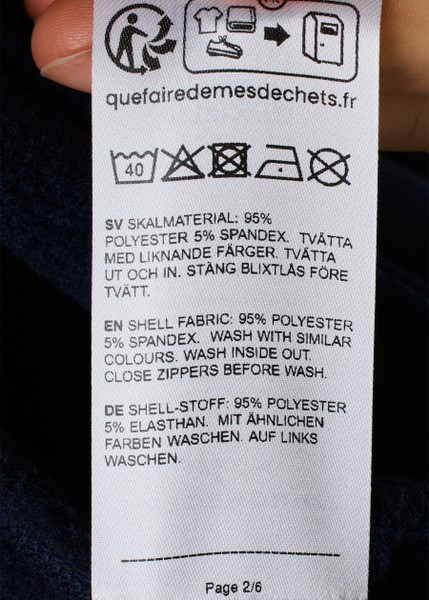 quefairedemesdechets.fr
40
SV SKALMATERIAL: 95%
POLYESTER 5% SPANDEX. TVÄTTA
MED LIKNANDE FÄRGER. TVÄTTA
UT OCH IN. STÄNG BLIXTLÅS FÖRE
TVÄTT.
EN SHELL FABRIC: 95% POLYESTER
5% SPANDEX. WASH WITH SIMILAR
COLOURS. WASH INSIDE OUT.
CLOSE ZIPPERS BEFORE WASH.
DE SHELL-STOFF: 95% POLYESTER
5% ELASTHAN. MIT ÄHNLICHEN
FARBEN WASCHEN. AUF LINKS
WASCHEN.
Page 2/6